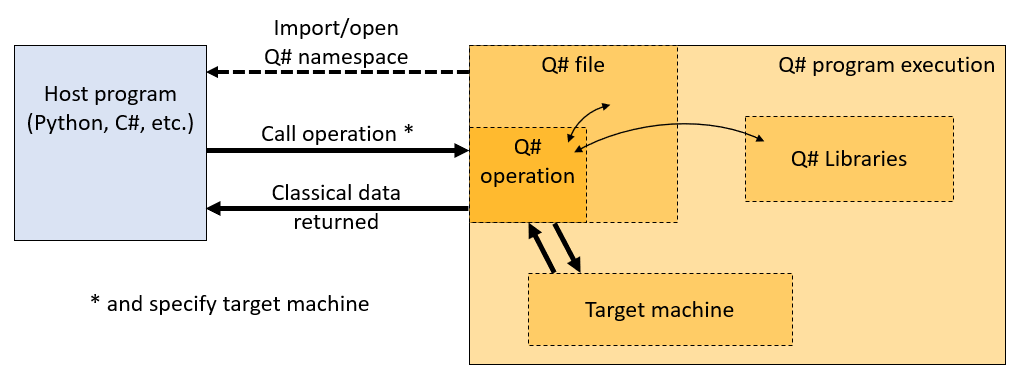 Import/open
Q# namespace
Q# file
Q# program execution
Host program
(Python, C#, etc.)
Call operation *
Q#
operation
Q# Libraries
Classical data
returned
* and specify target machine
Target machine